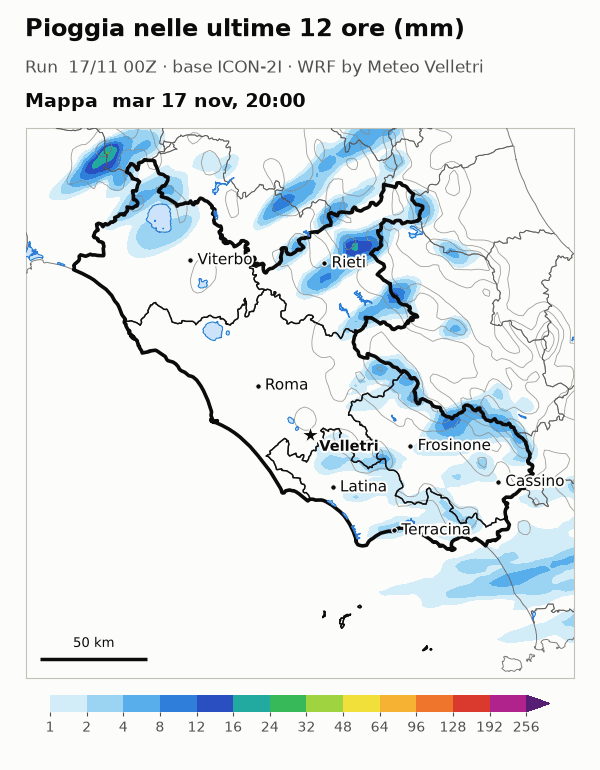 Pioggia nelle ultime 12 ore (mm)
Run  17/11 00Z · base ICON-2I · WRF by Meteo Velletri
Mappa  mar 17 nov, 20:00
Viterbo
Rieti
Roma
Velletri
Frosinone
Latina
Cassino
Terracina
50 km
1 2 4 8 12 16 24 32 48 64 96 128 192 256